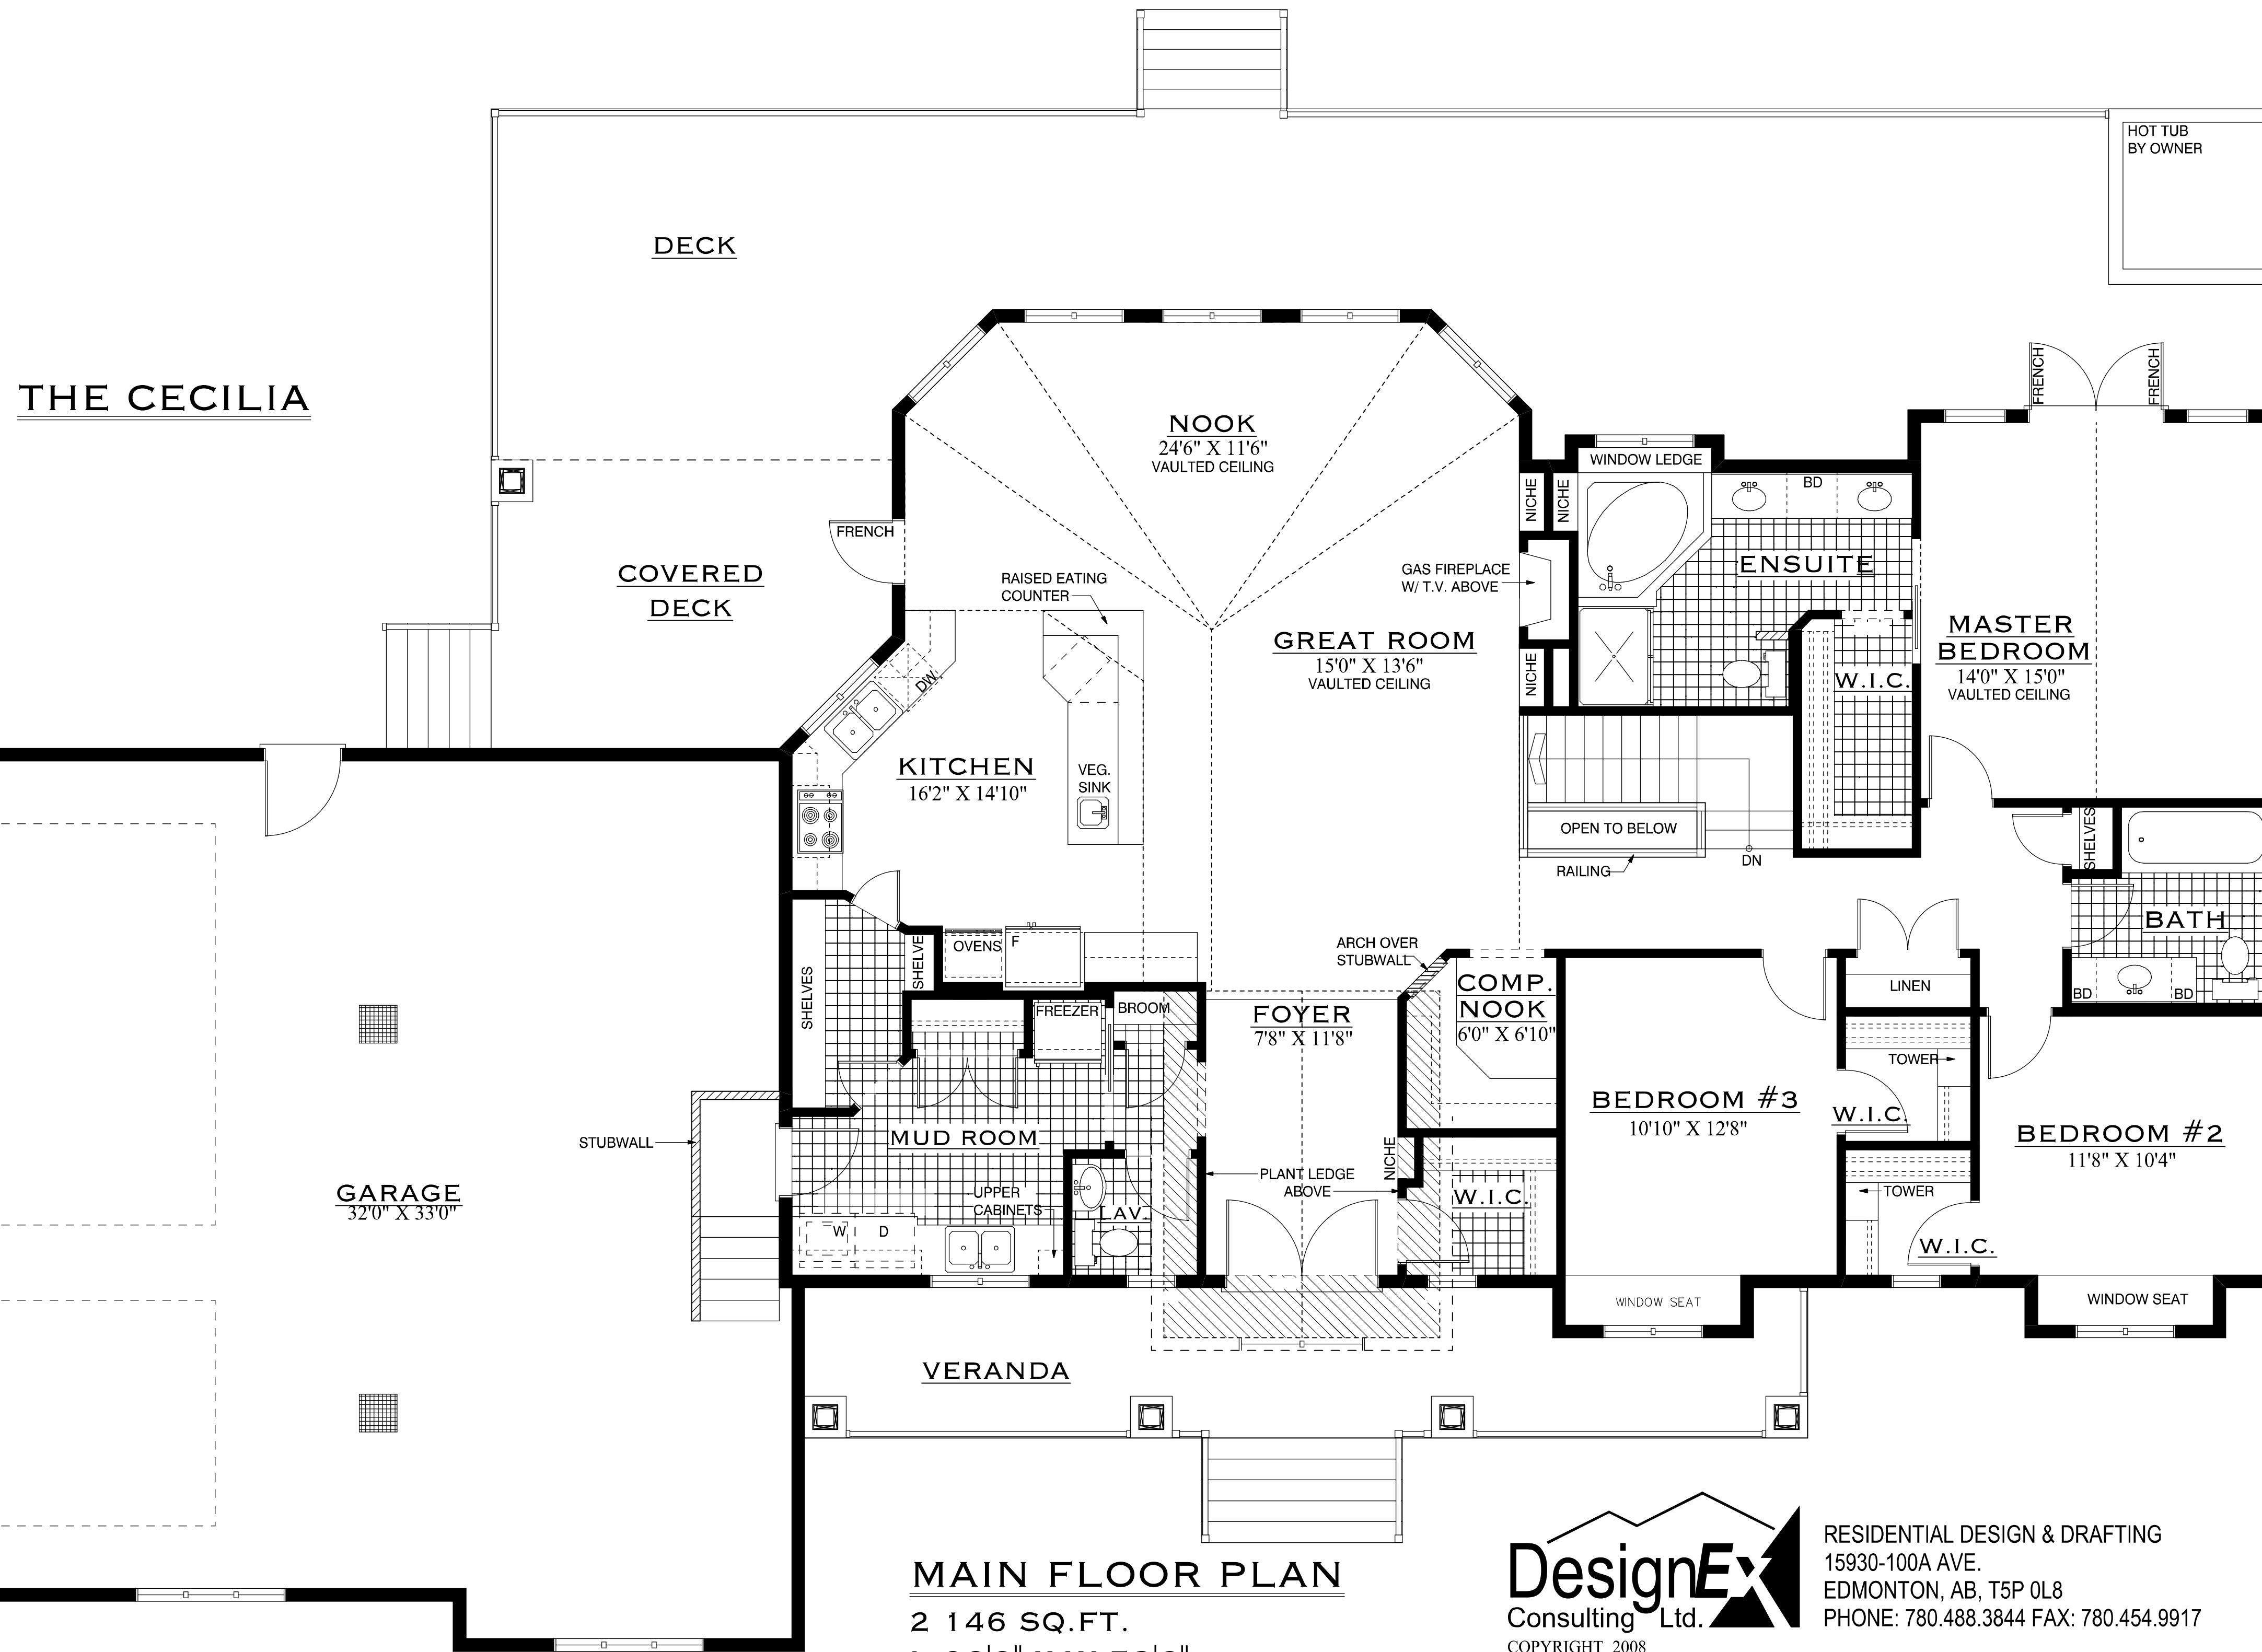 HOT TUB
BY OWNER
DECK
FRENCH
FRENCH
THE CECILIA
NOOK
24'6" X 11'6"
VAULTED CEILING
WINDOW LEDGE
NICHE
NICHE
BD
FRENCH
COVERED
DECK
RAISED EATING
COUNTER
GAS FIREPLACE
W/ T.V. ABOVE
ENSUITE
GREAT ROOM
15'0" X 13'6"
VAULTED CEILING
NICHE
MASTER
BEDROOM
14'0" X 15'0"
VAULTED CEILING
W.I.C.
DW
KITCHEN
16'2" X 14'10"
VEG.
SINK
OPEN TO BELOW
RAILING
DN
SHELVES
BATH
BD
BD
OVENS
F
SHELVE
SHELVES
ARCH OVER
STUBWALL
COMP.
NOOK
6'0" X 6'10"
LINEN
FREEZER
BROOM
FOYER
7'8" X 11'8"
TOWER
BEDROOM #3
10'10" X 12'8"
W.I.C.
BEDROOM #2
11'8" X 10'4"
STUBWALL
MUD ROOM
NICHE
PLANT LEDGE
ABOVE
GARAGE
32'0" X 33'0"
UPPER
CABINETS
LAV.
W.I.C.
TOWER
W
D
W.I.C.
WINDOW SEAT
WINDOW SEAT
VERANDA
MAIN FLOOR PLAN
2 146 SQ.FT.
DesignEx
Consulting Ltd.
COPYRIGHT 2008
RESIDENTIAL DESIGN & DRAFTING
15930-100A AVE.
EDMONTON, AB, T5P 0L8
PHONE: 780.488.3844 FAX: 780.454.9917